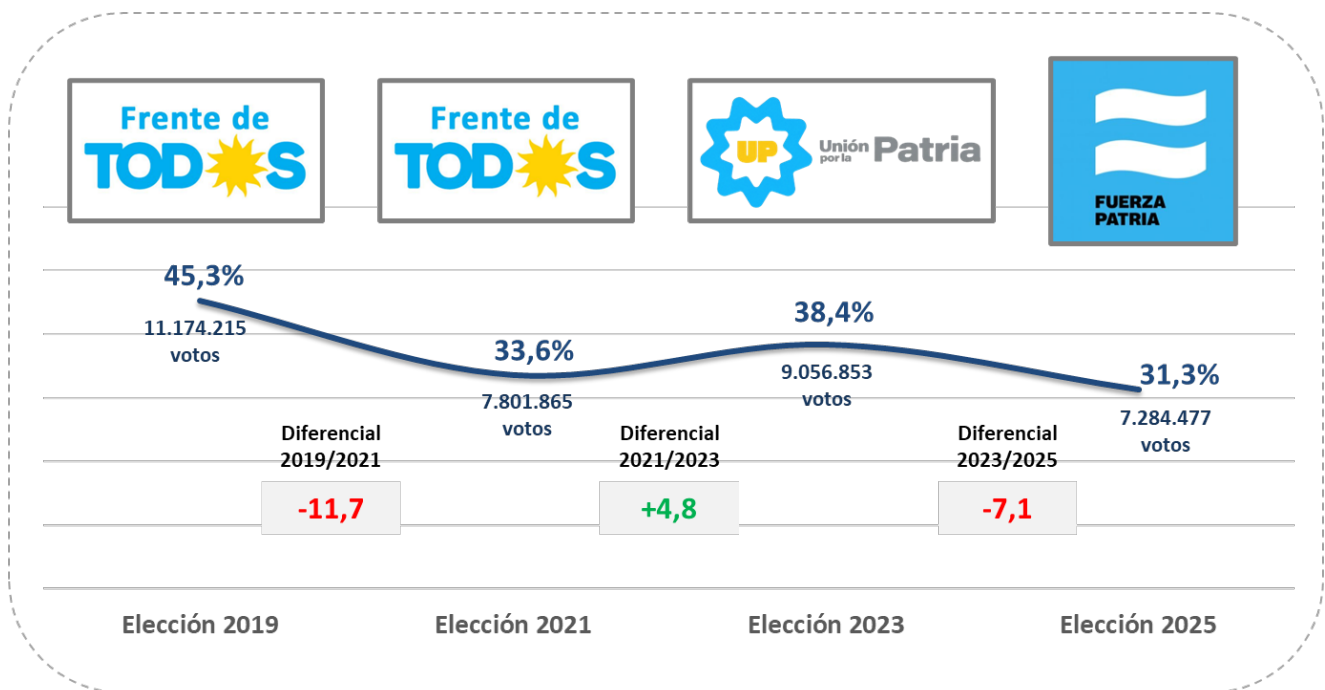 Frente de
TODOS
Frente de
TODOS
UP
Unión
por la
Patria
FUERZA
PATRIA
45,3%
11.174.215
votos
33,6%
7.801.865
votos
38,4%
9.056.853
votos
31,3%
7.284.477
votos
Diferencial
2019/2021
-11,7
Diferencial
2021/2023
+4,8
Diferencial
2023/2025
-7,1
Elección 2019
Elección 2021
Elección 2023
Elección 2025